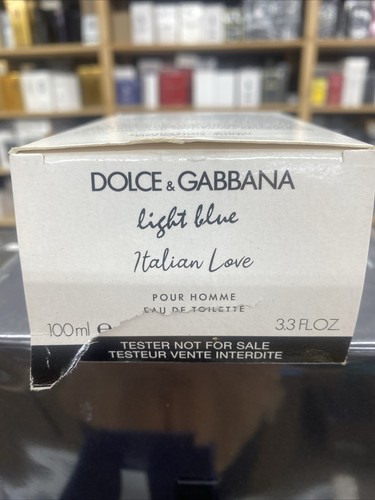 DOLCE & GABBANA
light blue
Italian Love
POUR HOMME
EAU DE TOILETTE
100ml e 3.3 FL.OZ
TESTER NOT FOR SALE
TESTEUR VENTE INTERDITE